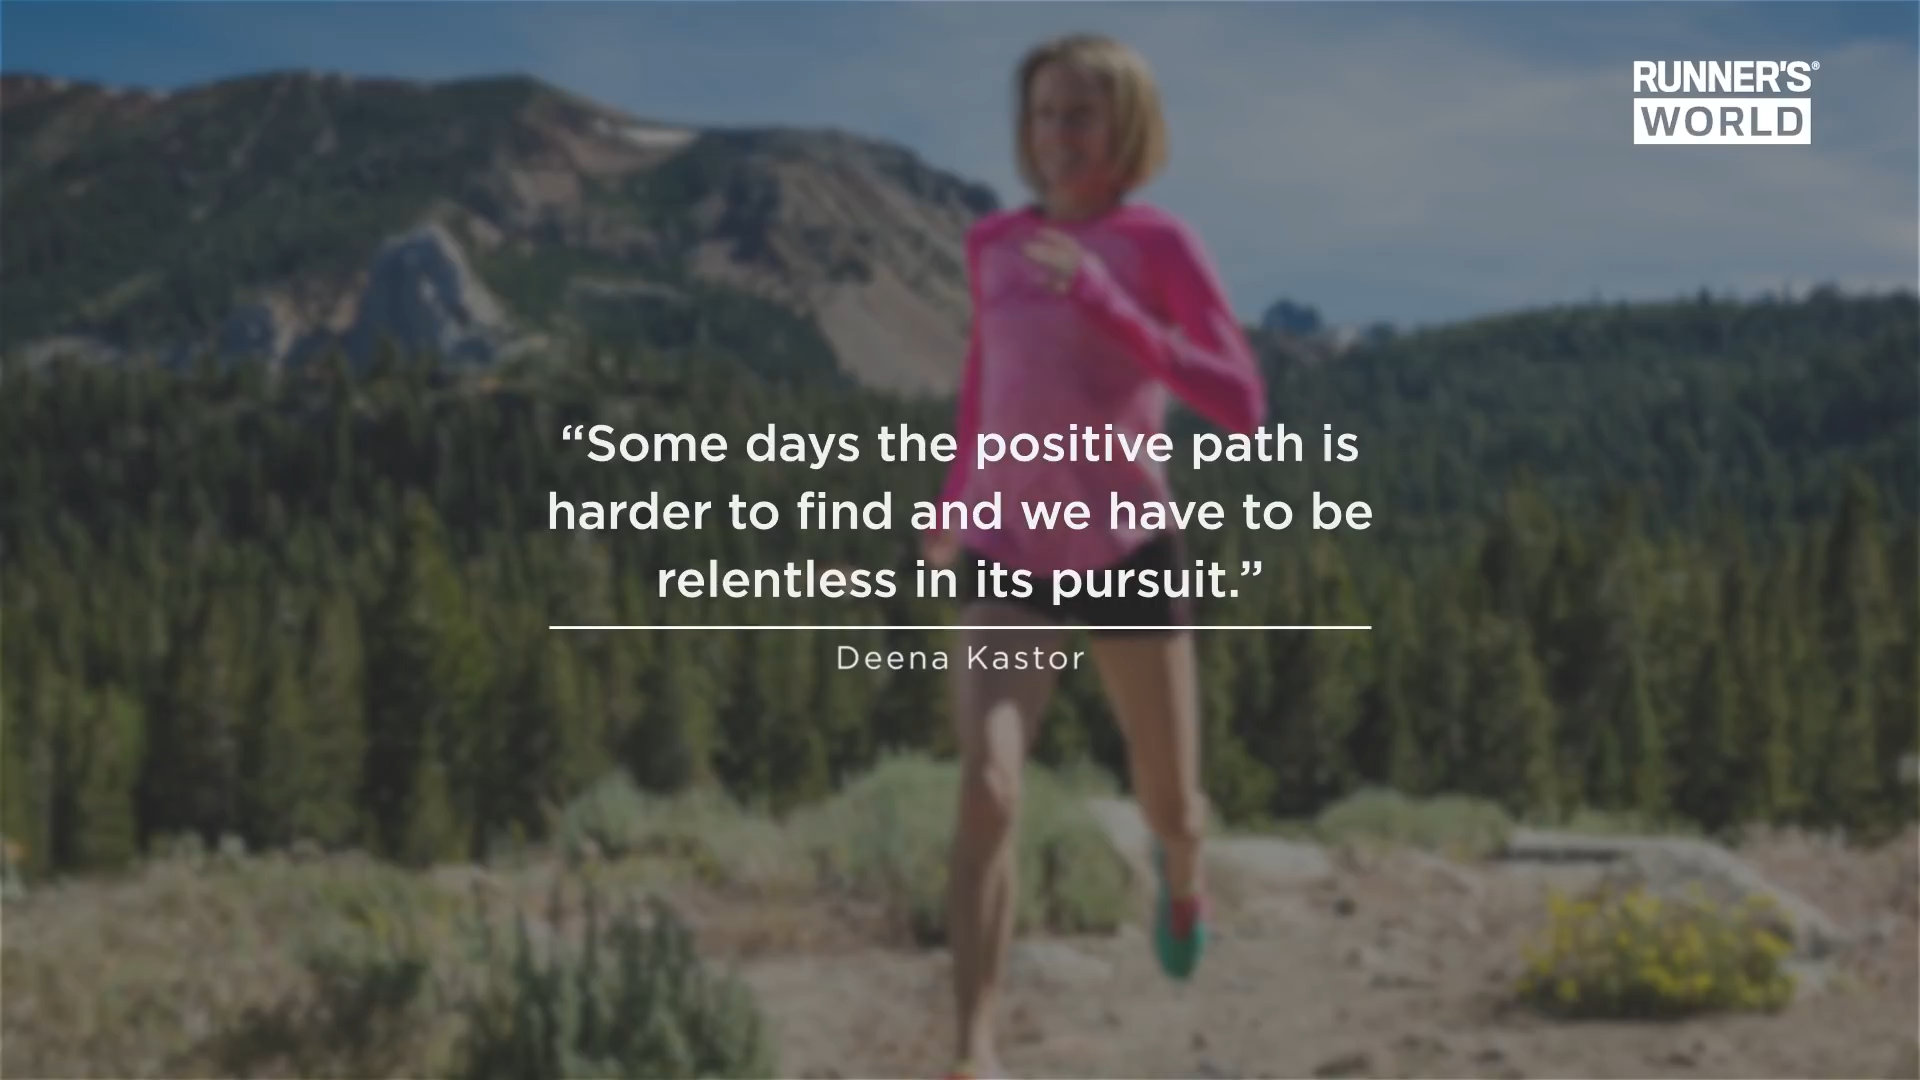 RUNNER'S®
WORLD
“Some days the positive path is
harder to find and we have to be
relentless in its pursuit.”
Deena Kastor